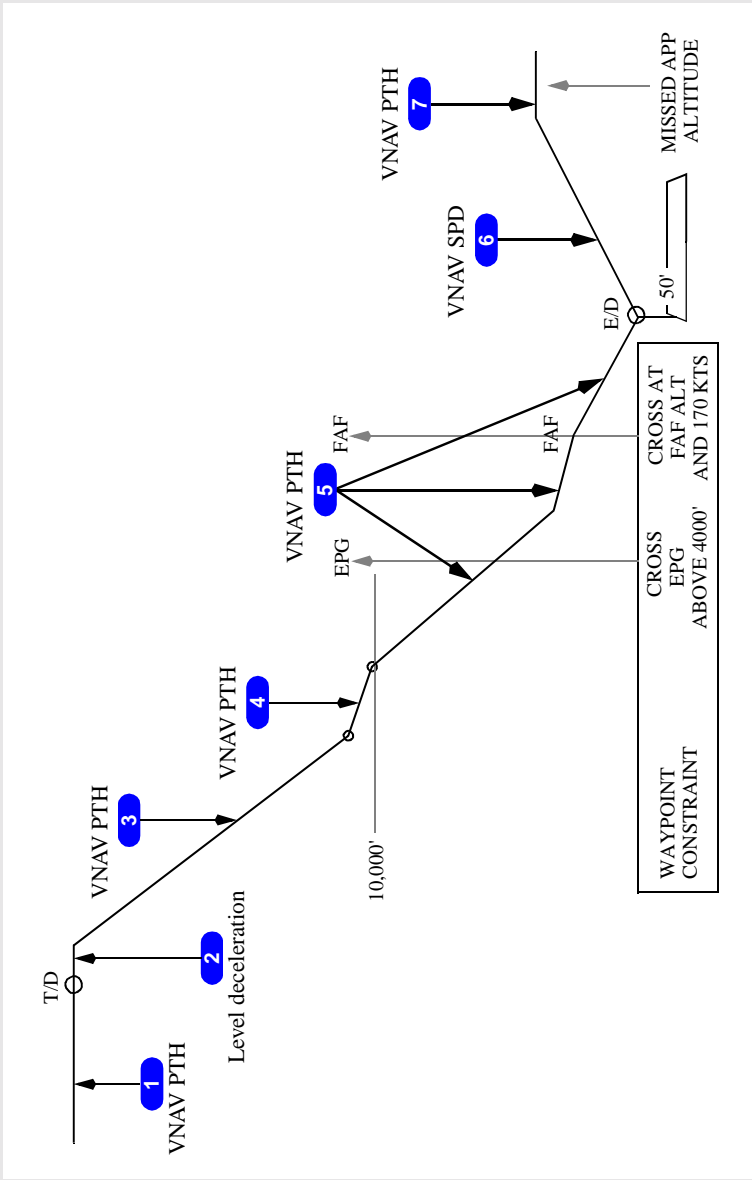 T/D
1
VNAV PTH
2
Level deceleration
VNAV PTH
3
VNAV PTH
4
10,000'
VNAV PTH
5
EPG
FAF
FAF
E/D
50'
VNAV SPD
6
VNAV PTH
7
MISSED APP
ALTITUDE
WAYPOINT
CONSTRAINT
CROSS
EPG
ABOVE 4000'
CROSS AT
FAF ALT
AND 170 KTS